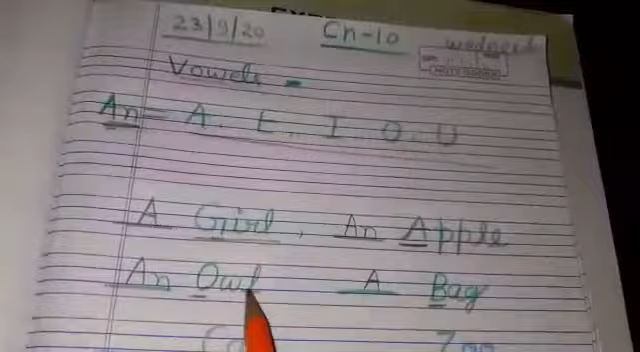 23/9/20 Ch-10
Vowels -
An - A, E, I, O, U
A Girl, An Apple
An Owl A Bag